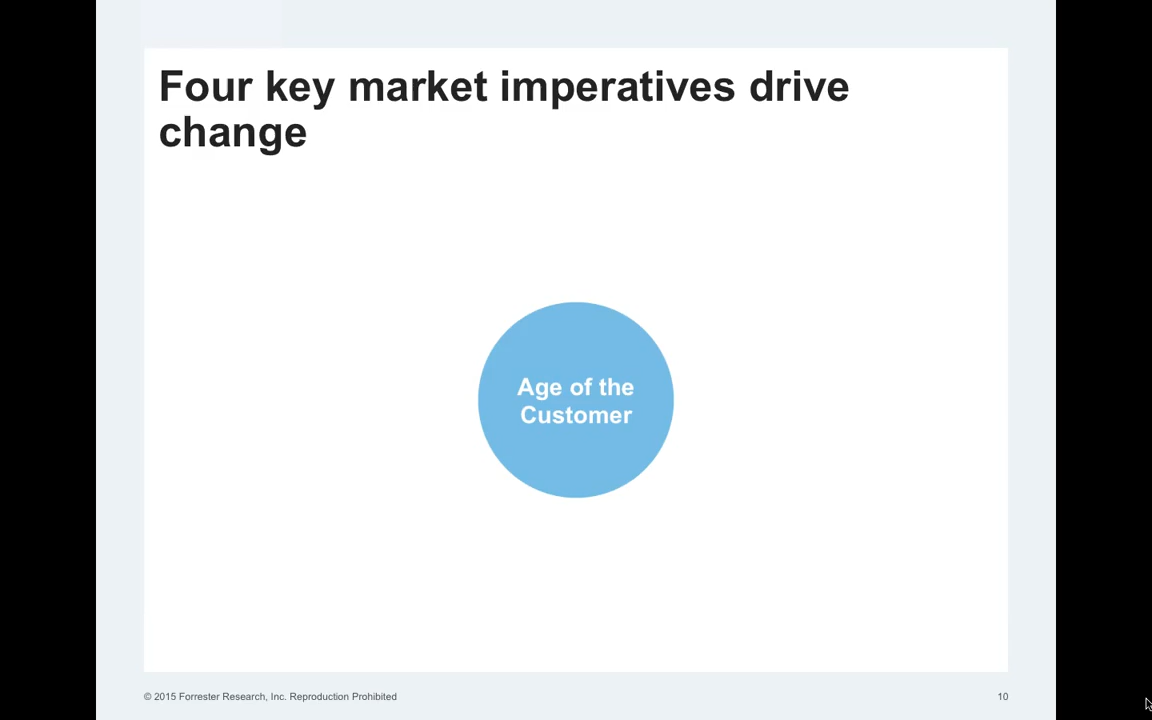 Four key market imperatives drive
change
Age of the
Customer
© 2015 Forrester Research, Inc. Reproduction Prohibited
10